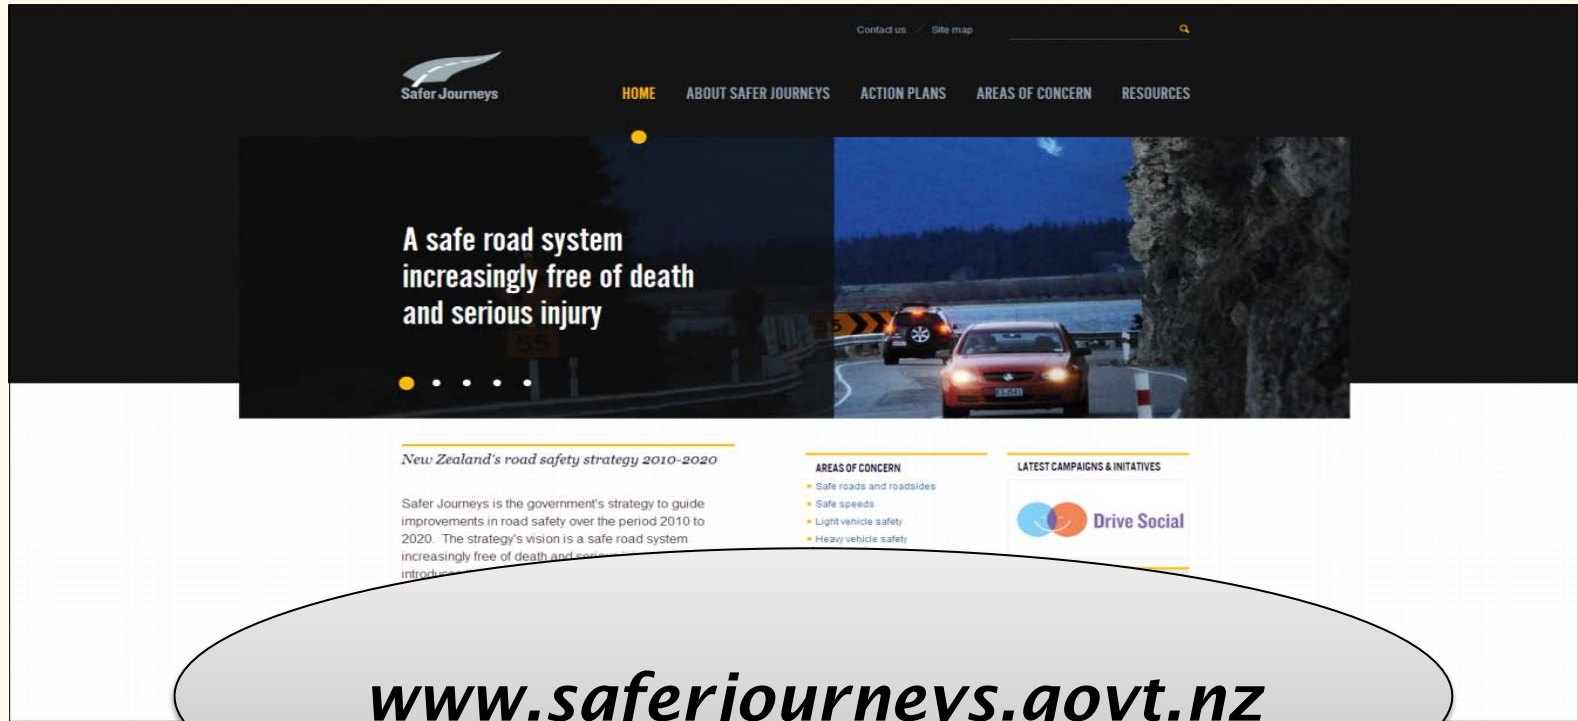 Contact us / Site map
Safer Journeys
HOME ABOUT SAFER JOURNEYS ACTION PLANS AREAS OF CONCERN RESOURCES
A safe road system
increasingly free of death
and serious injury
55
55
New Zealand's road safety strategy 2010-2020
Safer Journeys is the government's strategy to guide
improvements in road safety over the period 2010 to
2020. The strategy's vision is a safe road system
increasingly free of death and
AREAS OF CONCERN
Safe roads and roadsides
Safe speeds
Light vehicle safety
Heavy vehicle safety
LATEST CAMPAIGNS & INITATIVES
Drive Social
www.saferjourneys.govt.nz